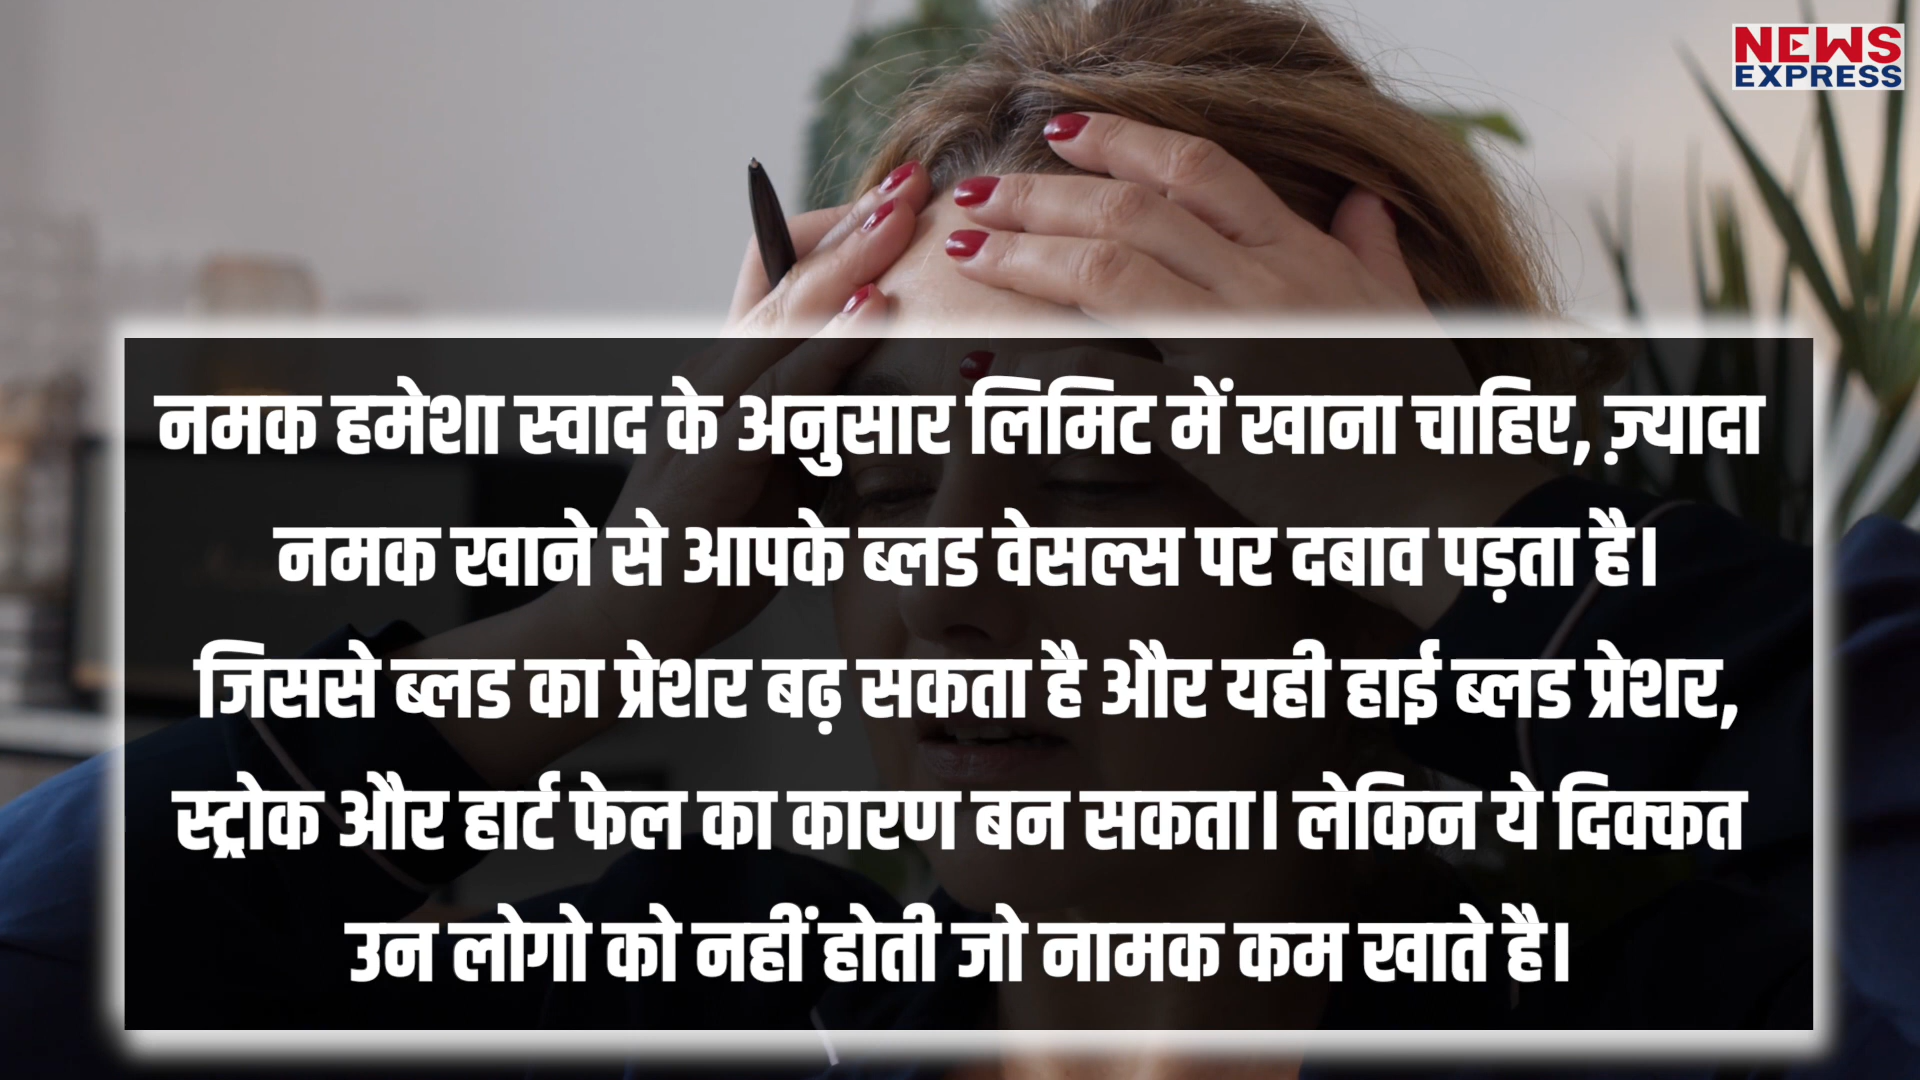 NEWS
EXPRESS
नमक हमेशा स्वाद के अनुसार लिमिट में खाना चाहिए, ज़्यादा
नमक खाने से आपके ब्लड वेसल्स पर दबाव पड़ता है।
जिससे ब्लड का प्रेशर बढ़ सकता है और यही हाई ब्लड प्रेशर,
स्ट्रोक और हार्ट फेल का कारण बन सकता। लेकिन ये दिक्कत
उन लोगो को नहीं होती जो नामक कम खाते है।